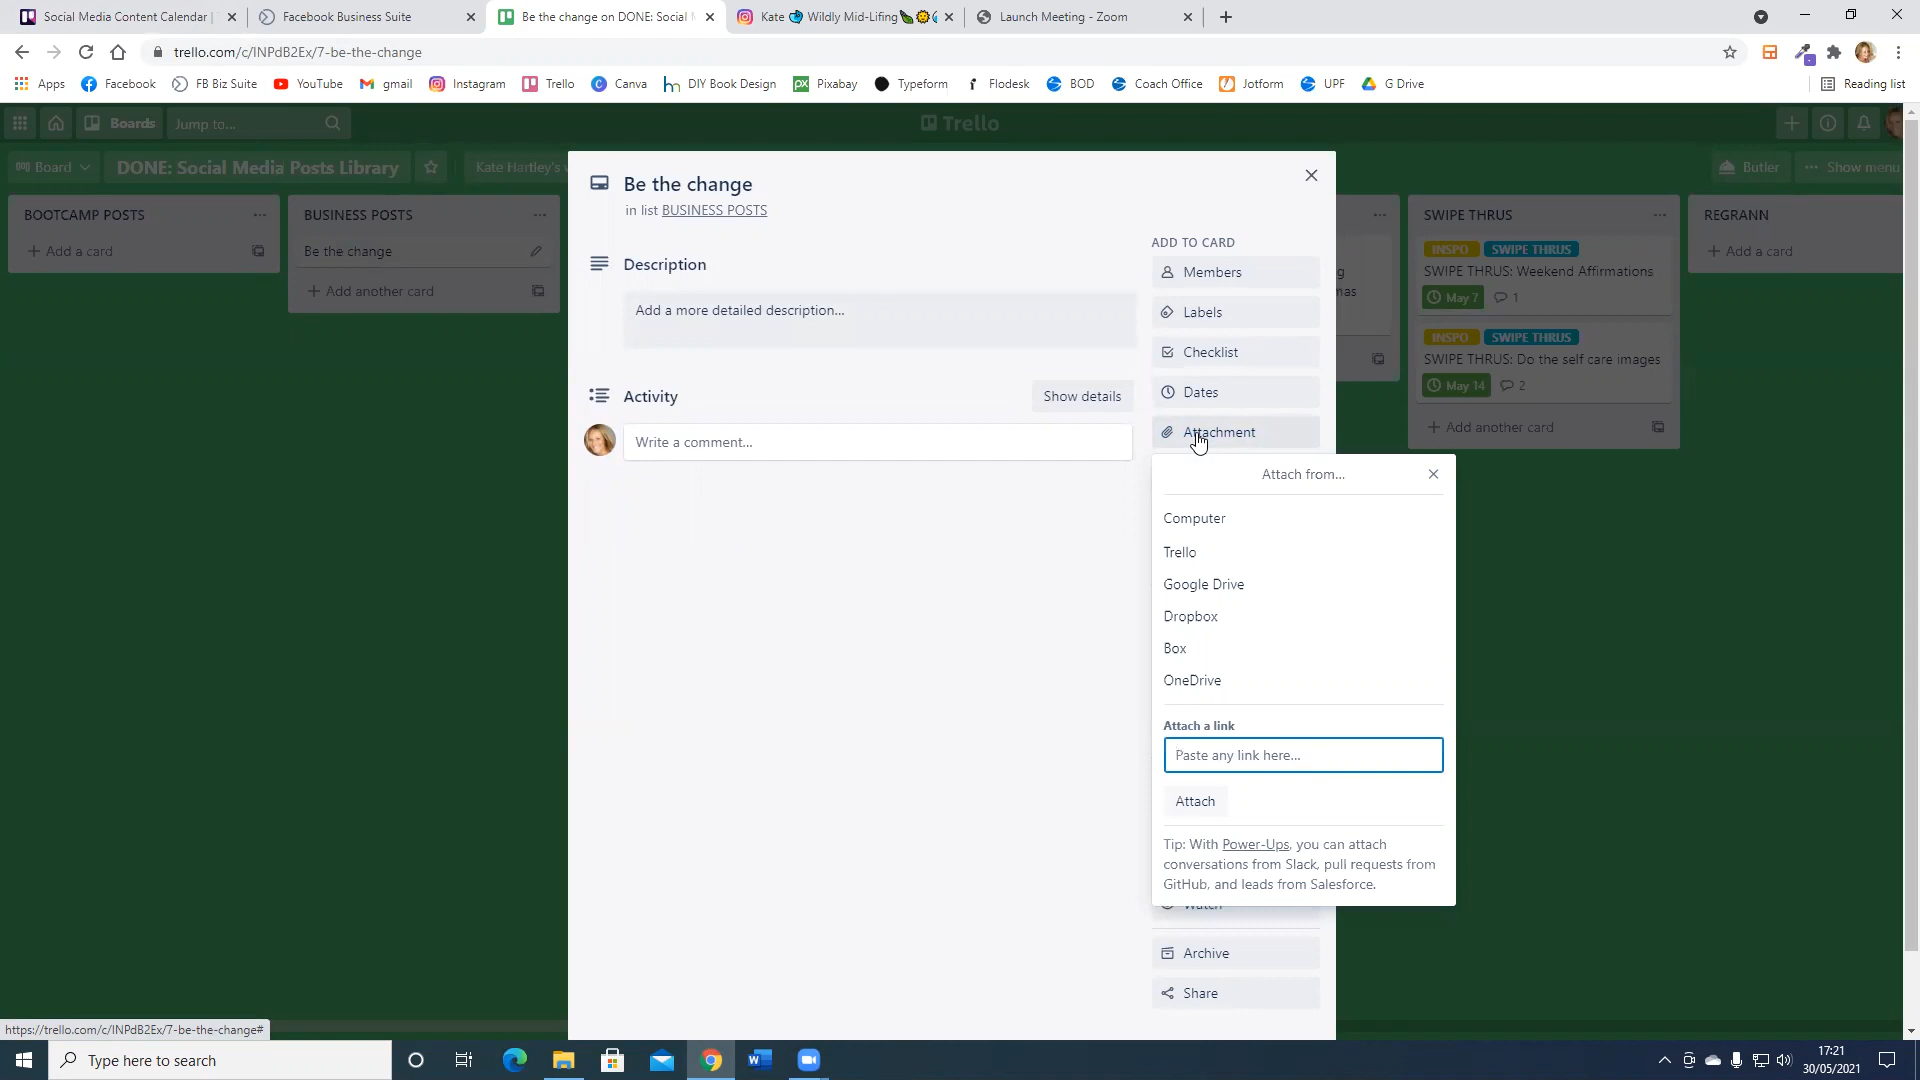 Social Media Content Calendar |
Facebook Business Suite
Be the change on DONE: Social M
Kate Wildly Mid-Lifing
Launch Meeting - Zoom
trello.com/c/INPdB2Ex/7-be-the-change
Apps
Facebook
FB Biz Suite
YouTube
gmail
Instagram
Trello
Canva
DIY Book Design
Pixabay
Typeform
Flodesk
BOD
Coach Office
Jotform
UPF
G Drive
Reading list
Boards
Jump to...
Trello
Board
DONE: Social Media Posts Library
Kate Hartley's
Butler
Show menu
BOOTCAMP POSTS
+ Add a card
BUSINESS POSTS
Be the change
+ Add another card
Be the change
in list BUSINESS POSTS
Description
Add a more detailed description...
Activity
Show details
Write a comment...
ADD TO CARD
Members
Labels
Checklist
Dates
Attachment
Attach from...
Computer
Trello
Google Drive
Dropbox
Box
OneDrive
Attach a link
Paste any link here...
Attach
Tip: With Power-Ups, you can attach
conversations from Slack, pull requests from
GitHub, and leads from Salesforce.
Watch
Archive
Share
SWIPE THRUS
INSPO SWIPE THRUS
SWIPE THRUS: Weekend Affirmations
May 7 1
INSPO SWIPE THRUS
SWIPE THRUS: Do the self care images
May 14 2
+ Add another card
REGRANN
+ Add a card
https://trello.com/c/INPdB2Ex/7-be-the-change#
Type here to search
17:21
30/05/2021